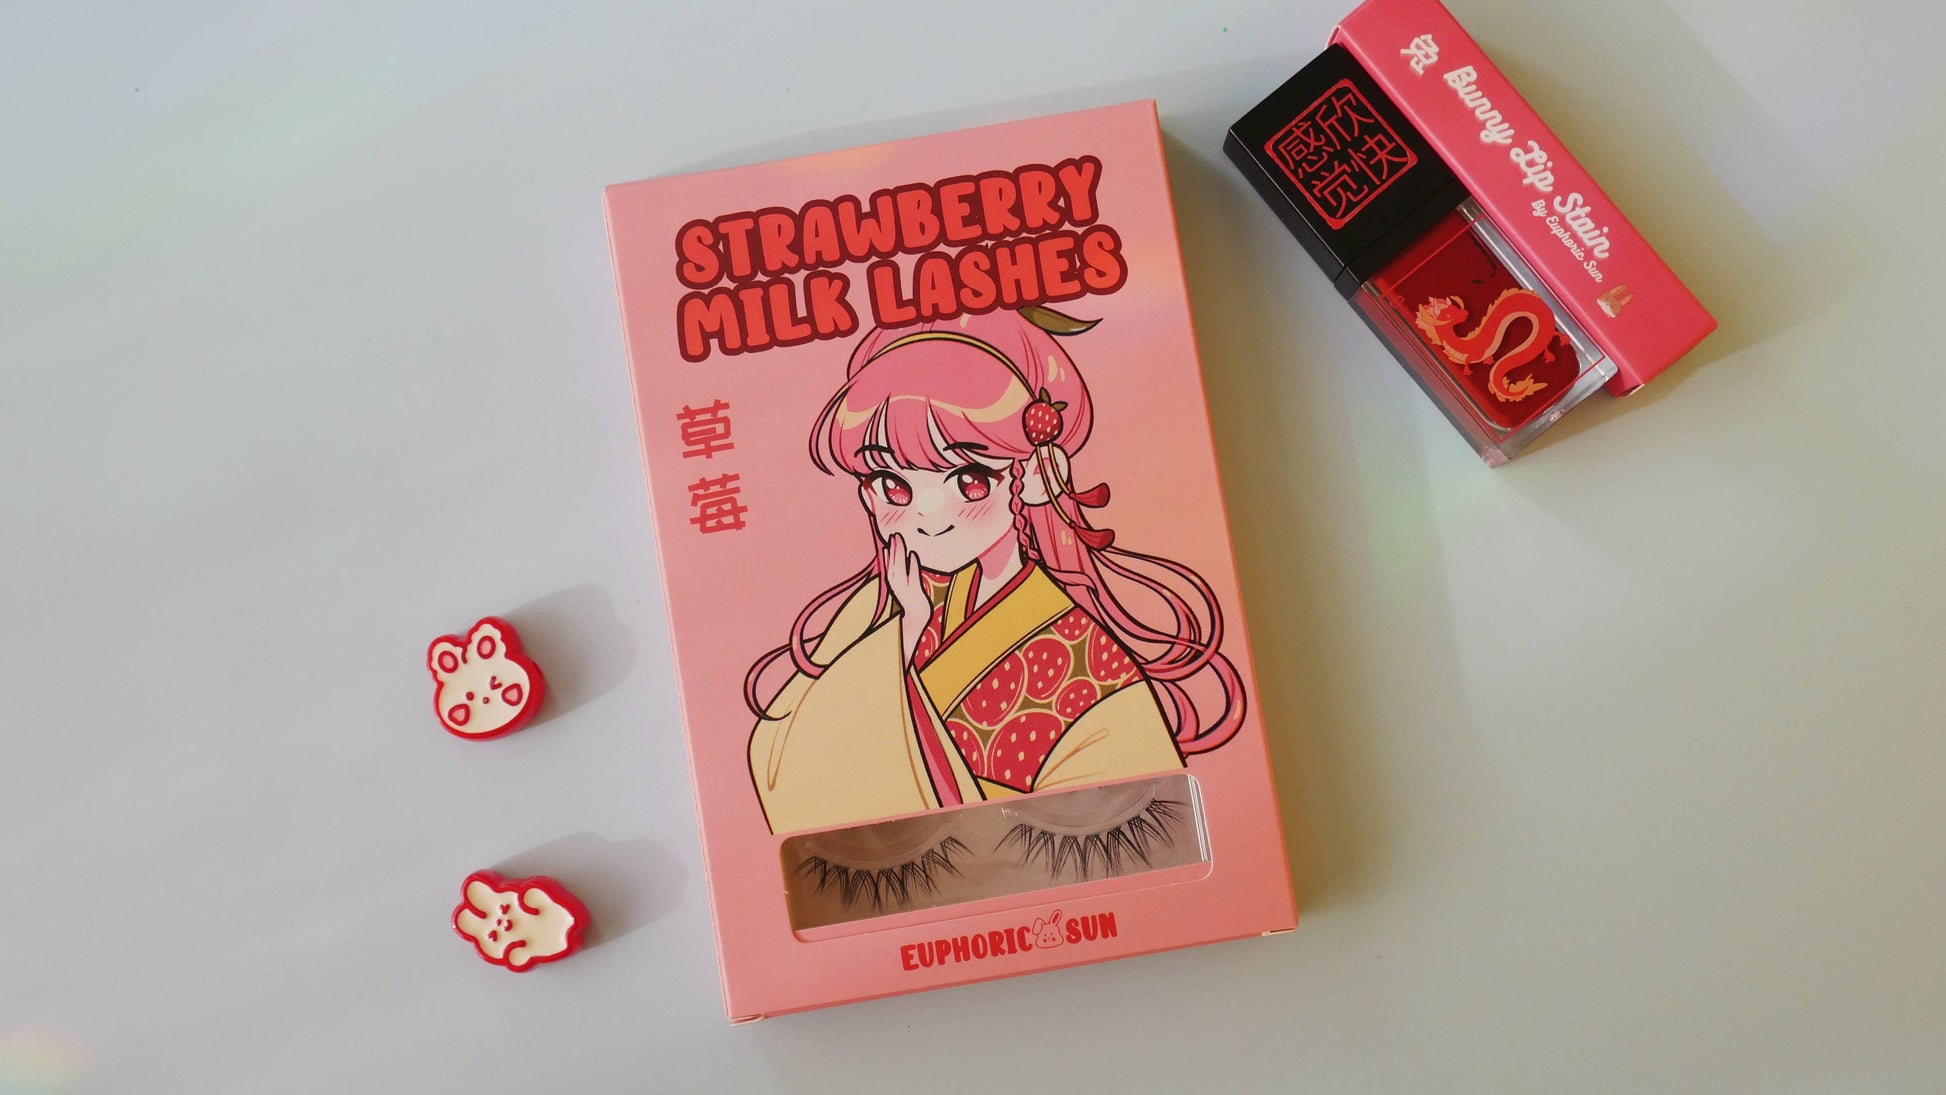 STRAWBERRY
MILK LASHES
草
莓
EUPHORIC SUN
感欣
觉快
兔 Bunny Lip Stain
By Euphoric Sun